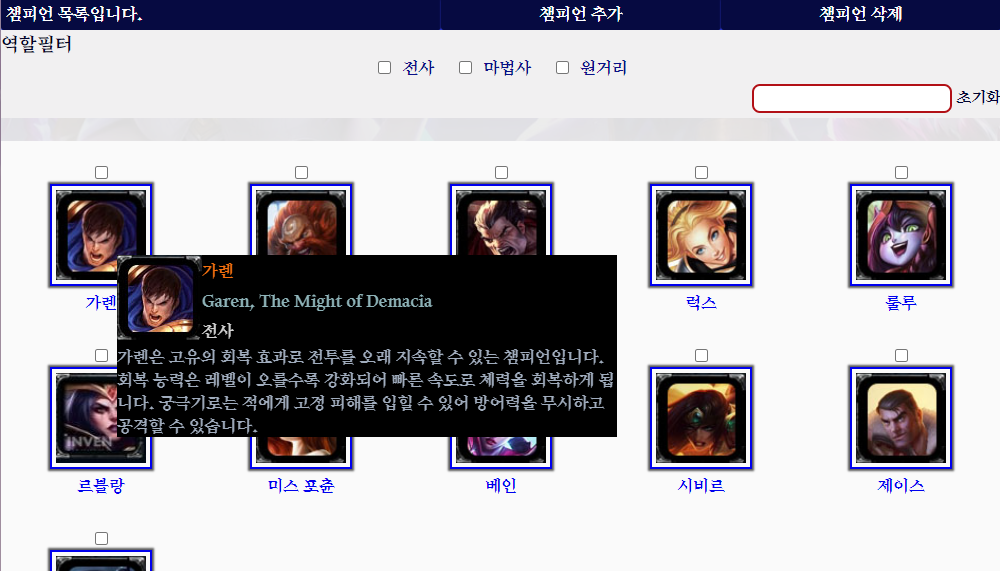 챔피언 목록입니다.
챔피언 추가
챔피언 삭제
역할필터
전사
마법사
원거리
초기화
가렌
Garen, The Might of Demacia
전사
가렌은 고유의 회복 효과로 전투를 오래 지속할 수 있는 챔피언입니다.
회복 능력은 레벨이 오를수록 강화되어 빠른 속도로 체력을 회복하게 됩
니다. 궁극기로는 적에게 고정 피해를 입힐 수 있어 방어력을 무시하고
공격할 수 있습니다.
가렌
럭스
룰루
INVEN
르블랑
미스 포츈
베인
시비르
제이스